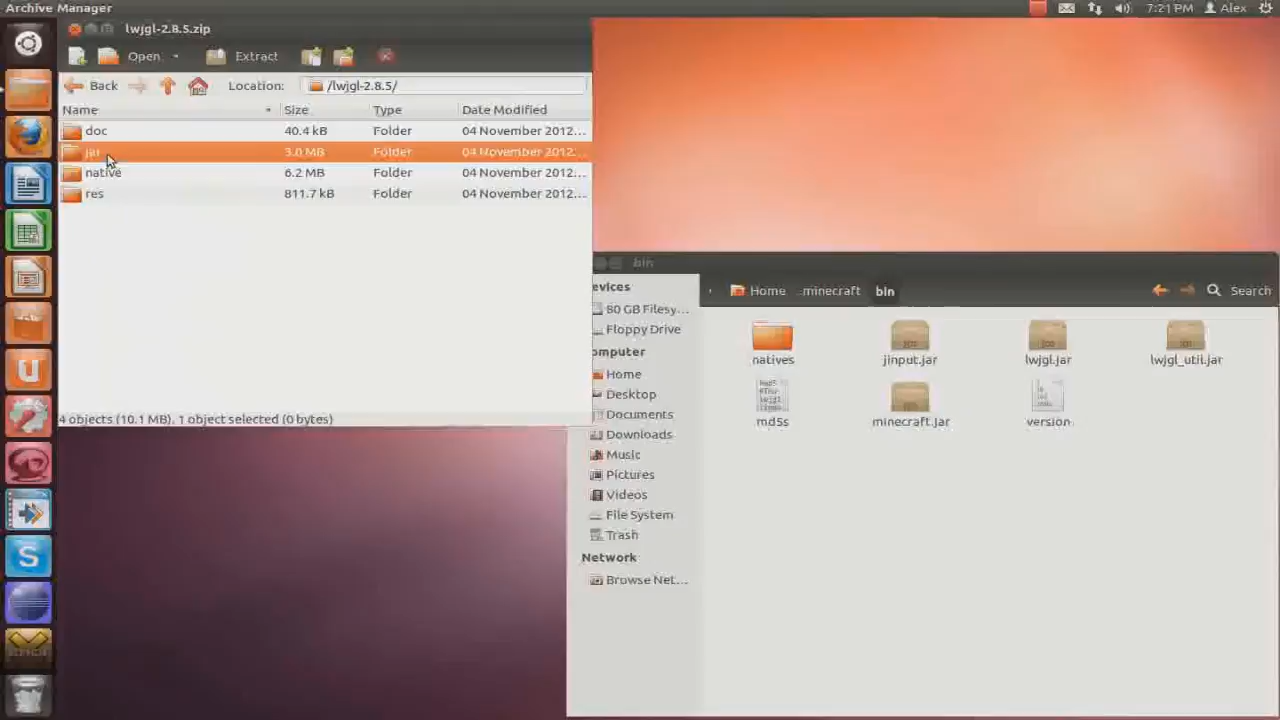 Archive Manager
7:21 PM Alex
lwjgl-2.8.5.zip
Open Extract
Back Location: /lwjgl-2.8.5/
Name Size Type Date Modified
doc 40.4 kB Folder 04 November 2012...
jar 3.0 MB Folder 04 November 2012...
native 6.2 MB Folder 04 November 2012...
res 811.7 kB Folder 04 November 2012...
4 objects (10.1 MB), 1 object selected (0 bytes)
bin
evices
80 GB Filesy...
Floppy Drive
omputer
Home
Desktop
Documents
Downloads
Music
Pictures
Videos
File System
Trash
Network
Browse Net...
Home .minecraft bin Search
natives jinput.jar lwjgl.jar lwjgl_util.jar
md5s minecraft.jar version